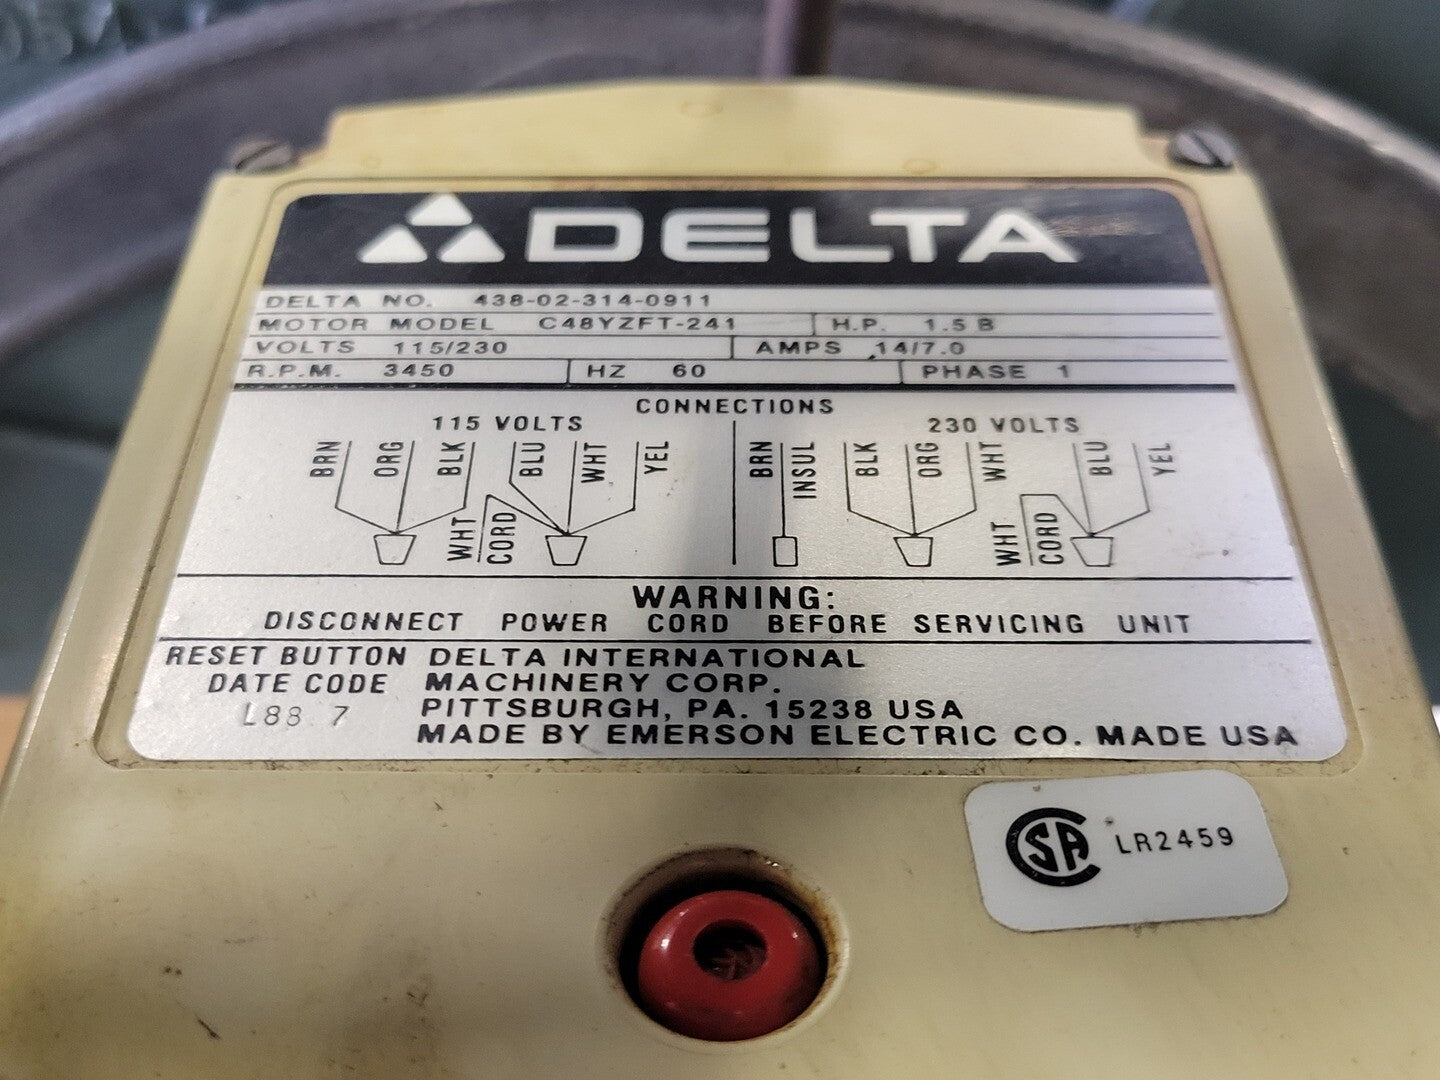 DELTA
DELTA NO. 438-02-314-0911
MOTOR MODEL C48YZFT-241 H.P. 1.5 B
VOLTS 115/230 AMPS 14/7.0
R.P.M. 3450 HZ 60 PHASE 1
CONNECTIONS
115 VOLTS 230 VOLTS
BRN ORG BLK BLU WHT YEL BRN INSUL BLK ORG WHT BLU YEL
WHT CORD WHT CORD
WARNING:
DISCONNECT POWER CORD BEFORE SERVICING UNIT
RESET BUTTON DELTA INTERNATIONAL
DATE CODE MACHINERY CORP.
L88 7 PITTSBURGH, PA. 15238 USA
MADE BY EMERSON ELECTRIC CO. MADE USA
CSA LR2459